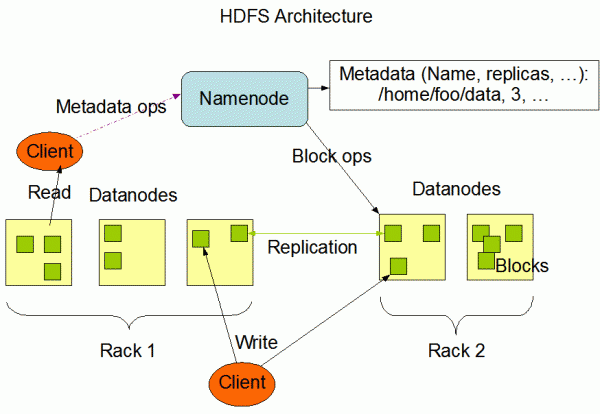 HDFS Architecture
Metadata (Name, replicas, ...):
/home/foo/data, 3, ...
Namenode
Metadata ops
Client
Block ops
Read
Datanodes
Datanodes
Replication
Blocks
Rack 1
Write
Rack 2
Client